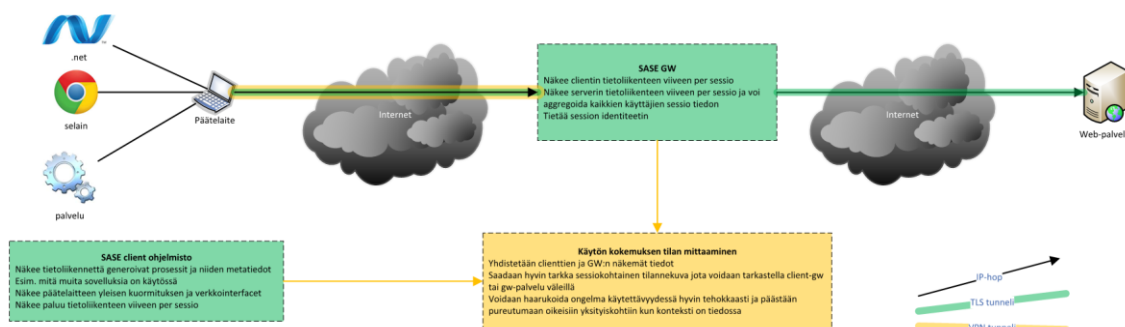 .net
selain
palvelu
Päätelaite
Internet
SASE GW
Näkee clientin tietoliikenteen viiveen per sessio
Näkee serverin tietoliikenteen viiveen per sessio ja voi
aggregoida kaikkien käyttäjien sessio tiedon
Tietää session identiteetin
Internet
Web-palvel
SASE client ohjelmisto
Näkee tietoliikennettä generoivat prosessit ja niiden metatiedot
Esim. mitä muita sovelluksia on käytössä
Näkee päätelaitteen yleisen kuormituksen ja verkkointerfacet
Näkee paluu tietoliikenteen viiveen per sessio
Käytön kokemuksen tilan mittaaminen
Yhdistetään clienttien ja GW:n näkemät tiedot
Saadaan hyvin tarkka sessiokohtainen tilannekuva jota voidaan tarkastella client-gw
tai gw-palvelu väleillä
Voidaan haarukoida ongelma käytettävyydessä hyvin tehokkaasti ja päästään
pureutumaan oikeisiin yksityiskohtiin kun konteksti on tiedossa
IP-hop
TLS tunneli
VPN tunneli